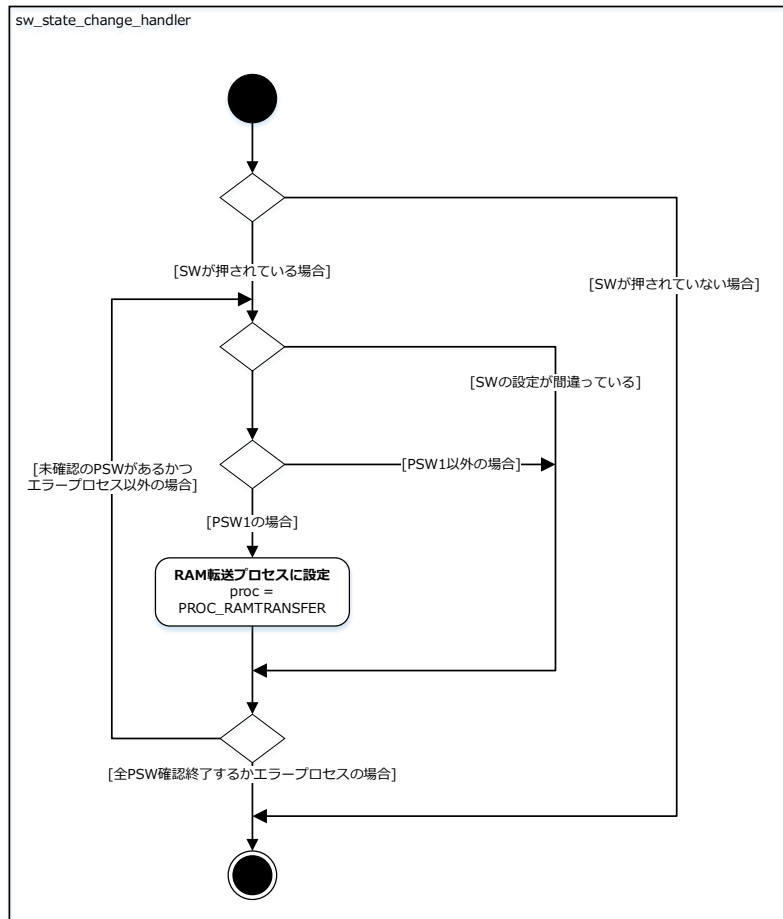 sw_state_change_handler
[SWが押されている場合]
[SWが押されていない場合]
[SWの設定が間違っている]
[未確認のPSWがあるかつ
エラープロセス以外の場合]
[PSW1以外の場合]
[PSW1の場合]
RAM転送プロセスに設定
proc =
PROC_RAMTRANSFER
[全PSW確認終了するかエラープロセスの場合]